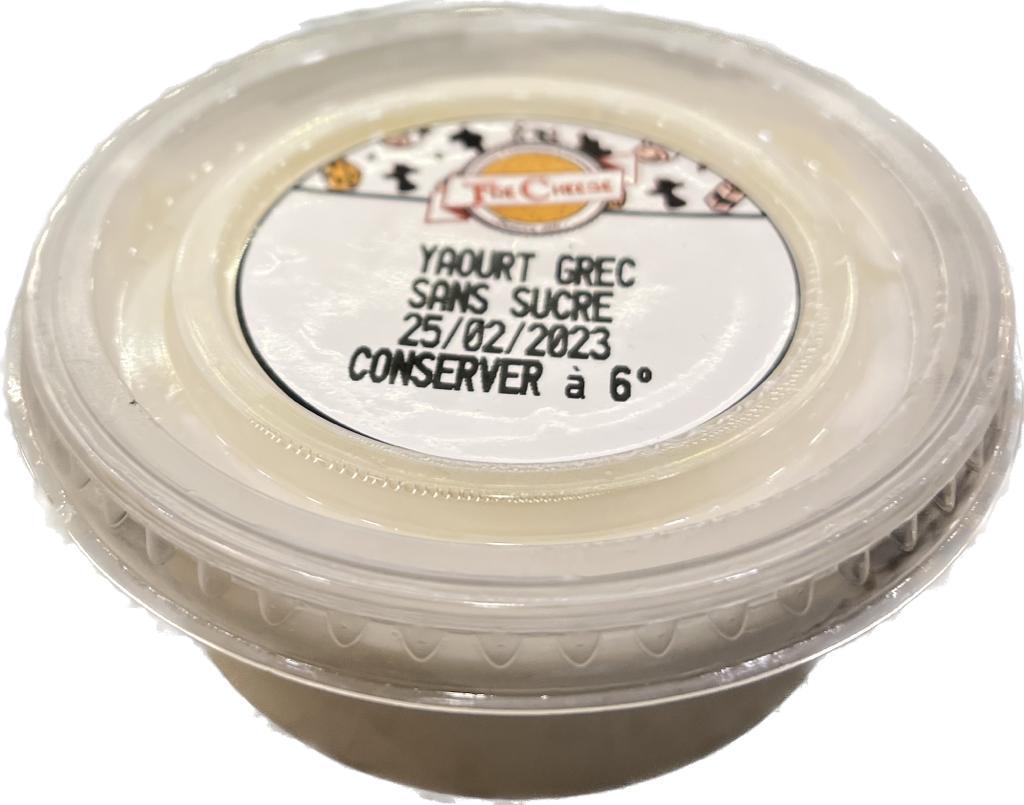 THE CHEESE
YAOURT GREC
SANS SUCRE
25/02/2023
CONSERVER à 6°